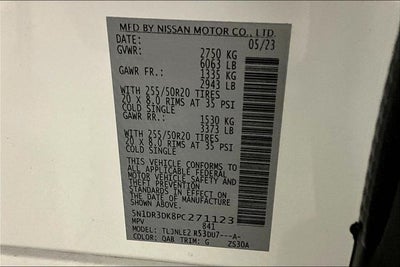 MFD BY NISSAN MOTOR CO., LTD.
DATE: 05/23
GVWR: 2750 KG
6063 LB
GAWR FR.: 1335 KG
2943 LB
WITH 255/50R20 TIRES
20 X 8.0 RIMS AT 35 PSI
COLD SINGLE
GAWR RR.: 1530 KG
3373 LB
WITH 255/50R20 TIRES
20 X 8.0 RIMS AT 35 PSI
COLD SINGLE
THIS VEHICLE CONFORMS TO
ALL APPLICABLE FEDERAL
MOTOR VEHICLE SAFETY AND
THEFT PREVENTION
STANDARDS IN EFFECT ON
THE DATE OF MANUFACTURE
SHOWN ABOVE.
5N1DR3DK8PC271123
MPV 841
MODEL: R53DU7---A-
COLOR: QAB TRIM: G ZS3DA